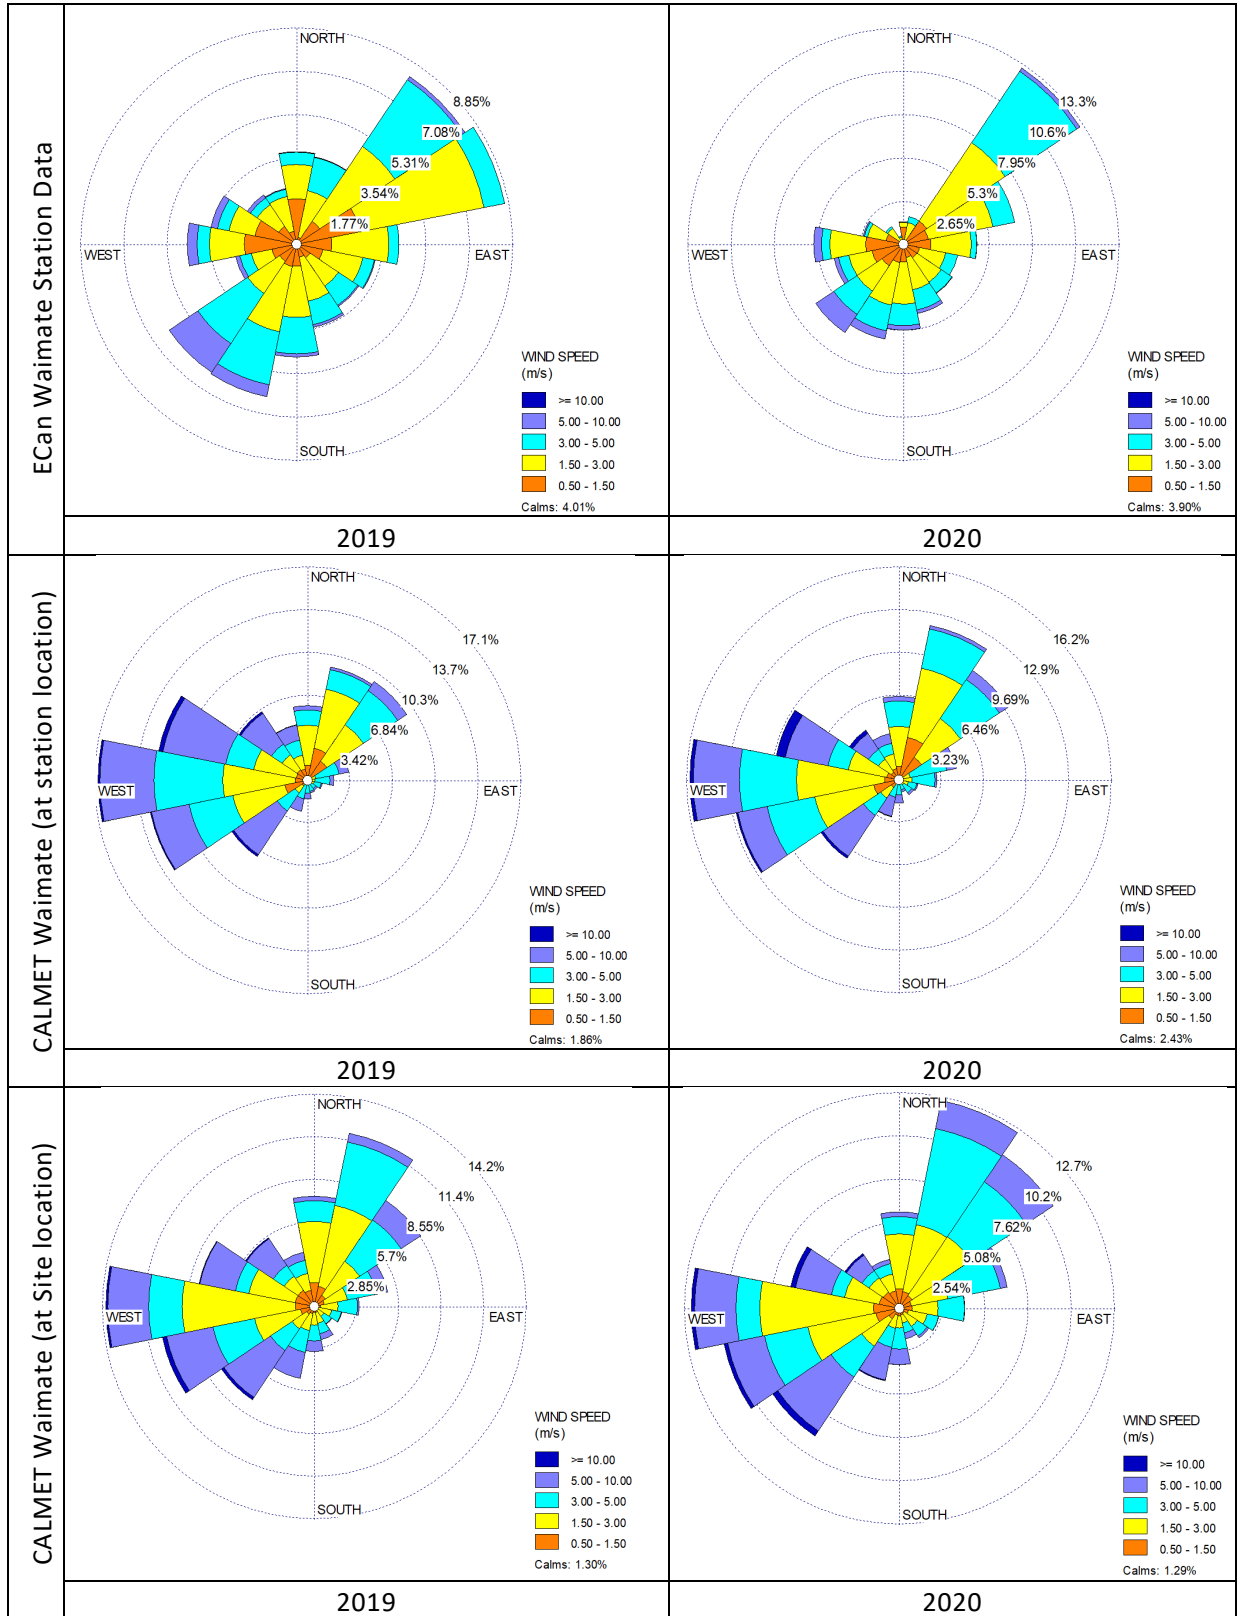 ECan Waimate Station Data
NORTH
8.85%
7.08%
5.31%
3.54%
1.77%
WEST
EAST
SOUTH
WIND SPEED
(m/s)
>= 10.00
5.00 - 10.00
3.00 - 5.00
1.50 - 3.00
0.50 - 1.50
Calms: 4.01%
NORTH
13.3%
10.6%
7.95%
5.3%
2.65%
WEST
EAST
SOUTH
WIND SPEED
(m/s)
>= 10.00
5.00 - 10.00
3.00 - 5.00
1.50 - 3.00
0.50 - 1.50
Calms: 3.90%
2019
2020
CALMET Waimate (at station location)
NORTH
17.1%
13.7%
10.3%
6.84%
3.42%
WEST
EAST
SOUTH
WIND SPEED
(m/s)
>= 10.00
5.00 - 10.00
3.00 - 5.00
1.50 - 3.00
0.50 - 1.50
Calms: 1.86%
NORTH
16.2%
12.9%
9.69%
6.46%
3.23%
WEST
EAST
SOUTH
WIND SPEED
(m/s)
>= 10.00
5.00 - 10.00
3.00 - 5.00
1.50 - 3.00
0.50 - 1.50
Calms: 2.43%
2019
2020
CALMET Waimate (at Site location)
NORTH
14.2%
11.4%
8.55%
5.7%
2.85%
WEST
EAST
SOUTH
WIND SPEED
(m/s)
>= 10.00
5.00 - 10.00
3.00 - 5.00
1.50 - 3.00
0.50 - 1.50
Calms: 1.30%
NORTH
12.7%
10.2%
7.62%
5.08%
2.54%
WEST
EAST
SOUTH
WIND SPEED
(m/s)
>= 10.00
5.00 - 10.00
3.00 - 5.00
1.50 - 3.00
0.50 - 1.50
Calms: 1.29%
2019
2020